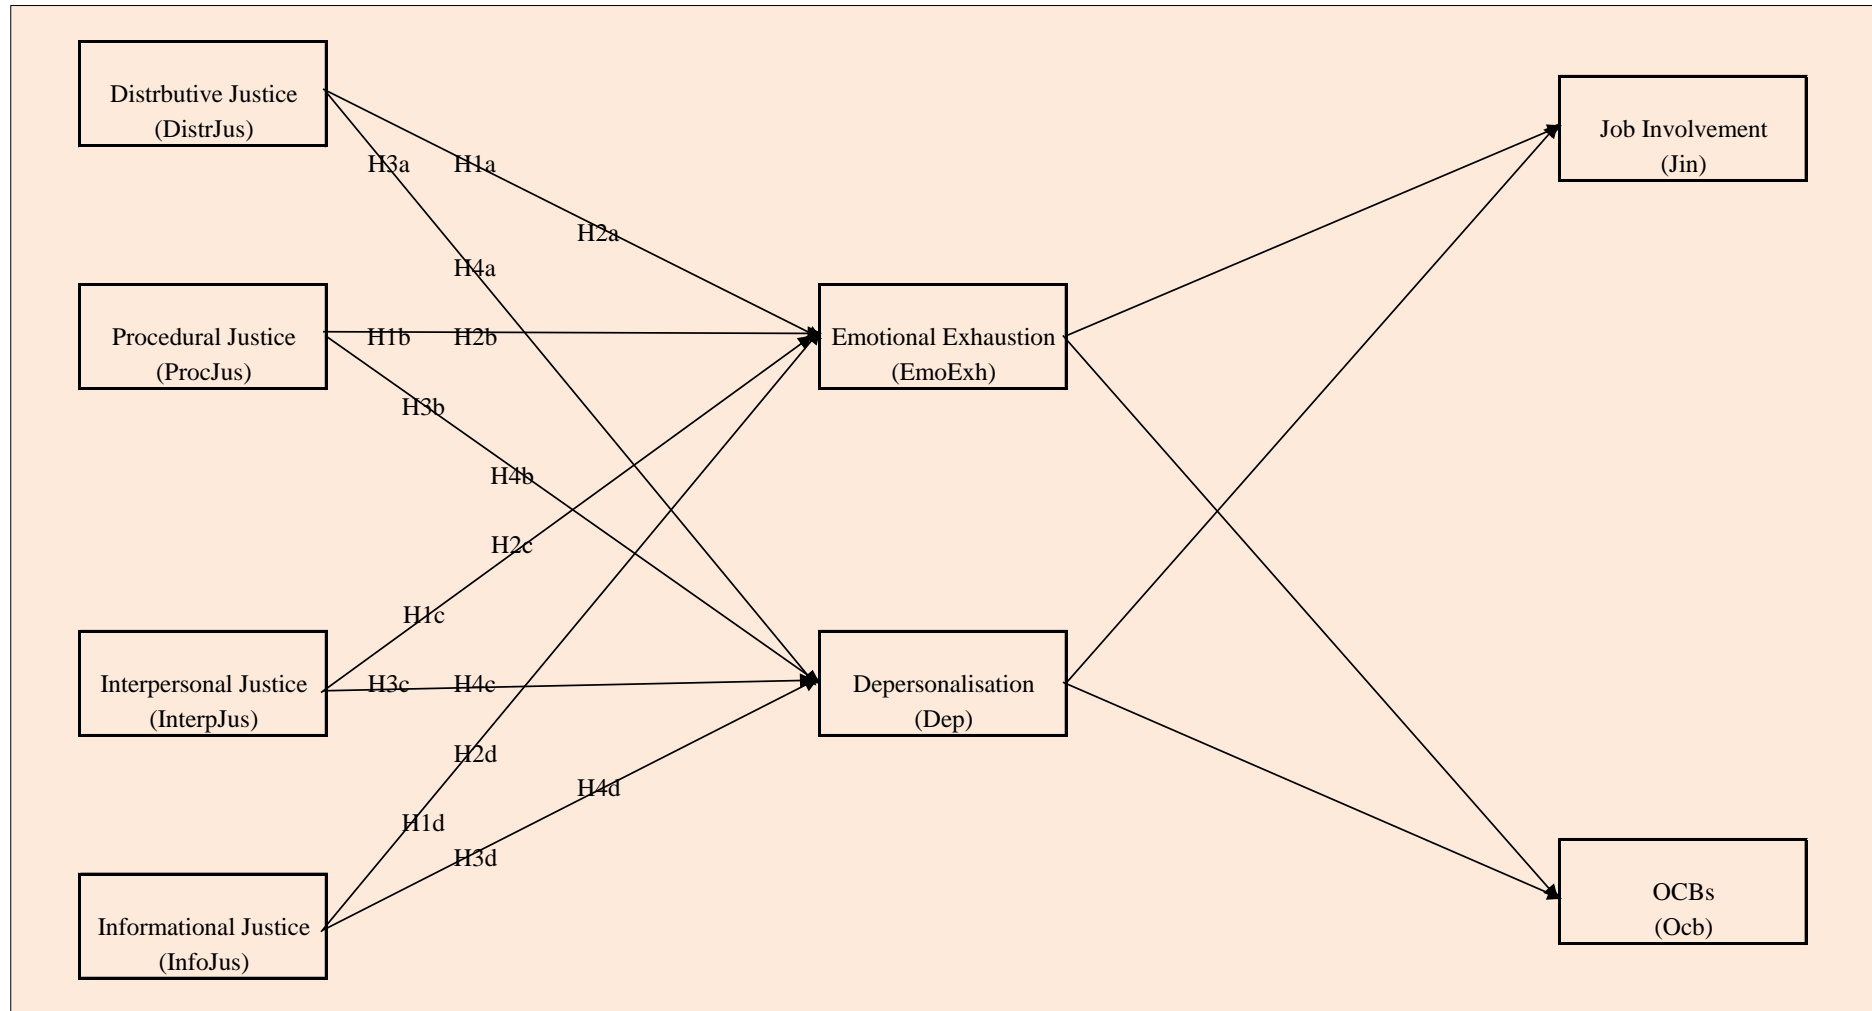 Distrbutive Justice
(DistrJus)
Job Involvement
(Jin)
H3a
H1a
H2a
H4a
Procedural Justice
(ProcJus)
H1b
H2b
Emotional Exhaustion
(EmoExh)
H3b
H4b
H2c
H1c
Interpersonal Justice
(InterpJus)
H3c
H4c
Depersonalisation
(Dep)
H2d
H4d
H1d
H3d
Informational Justice
(InfoJus)
OCBs
(Ocb)